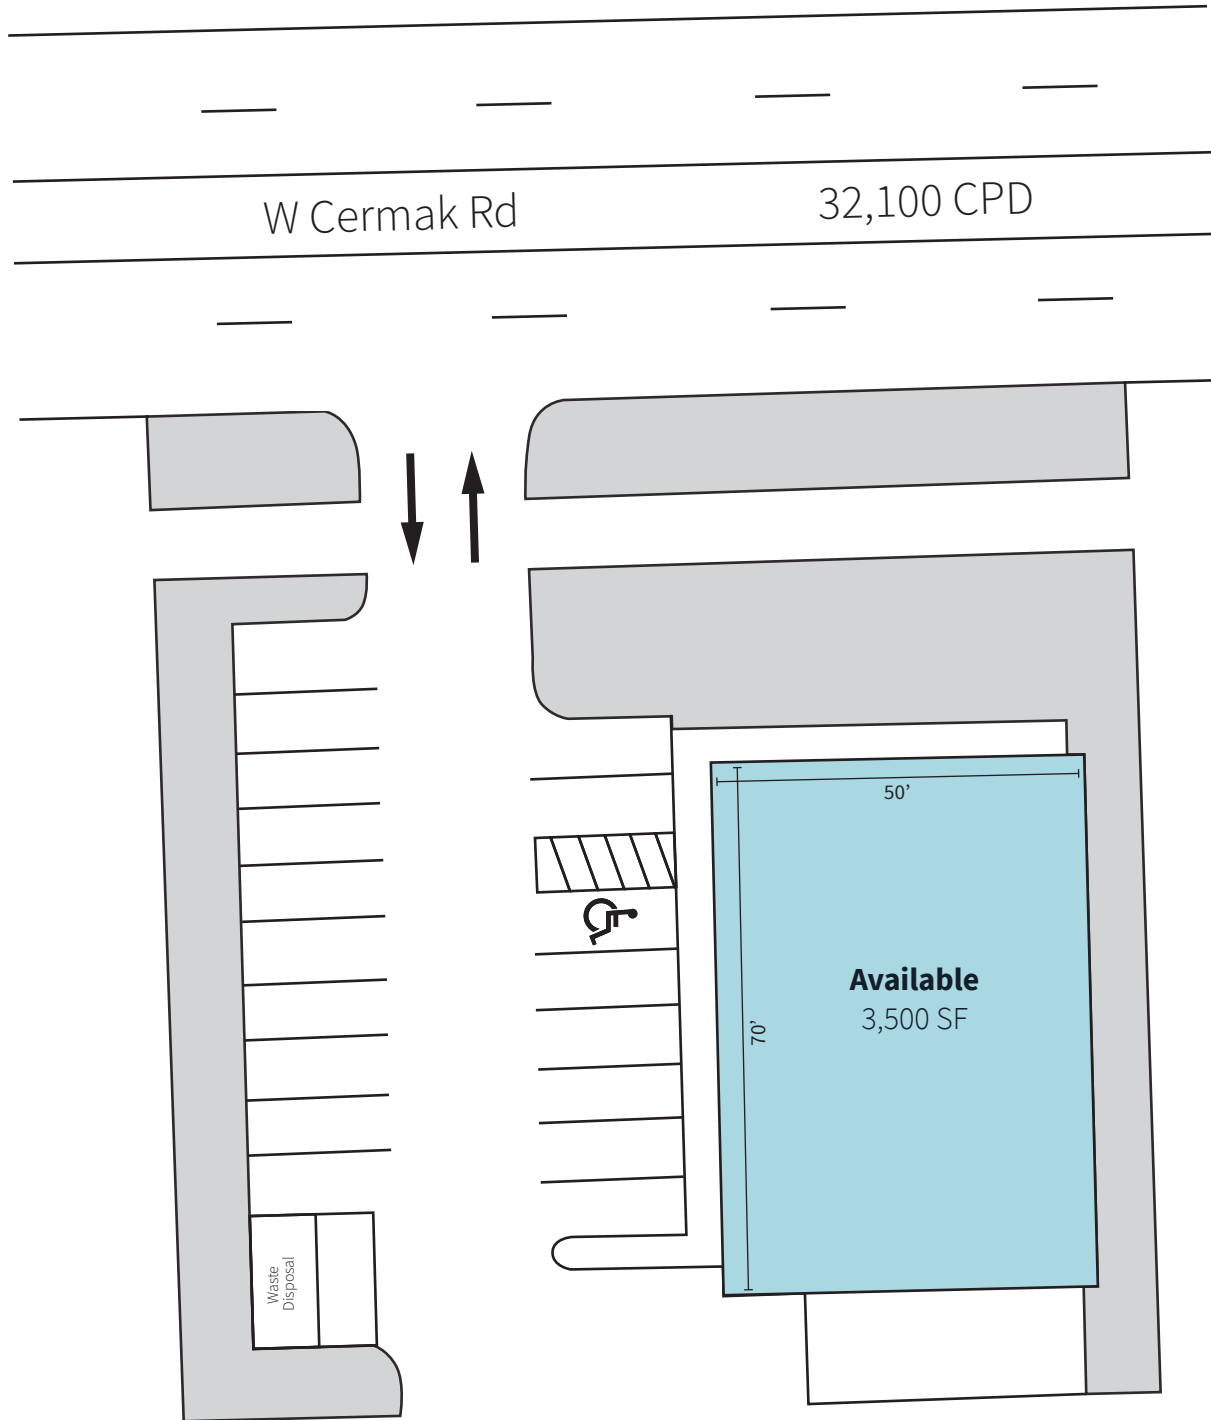 W Cermak Rd
32,100 CPD
50’
70’
Available
3,500 SF
Waste
Disposal